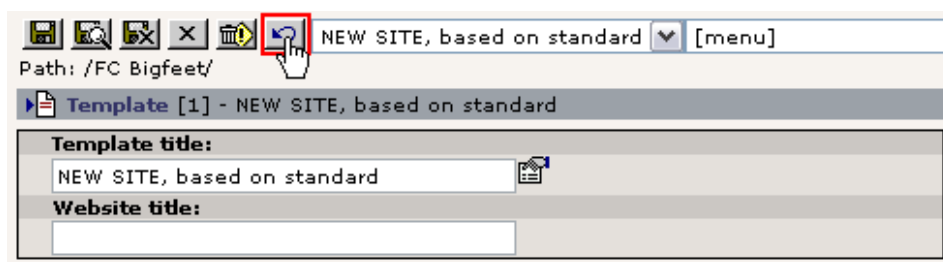 NEW SITE, based on standard [menu]
Path: /FC Bigfeet/
Template [1] - NEW SITE, based on standard
Template title:
NEW SITE, based on standard
Website title: